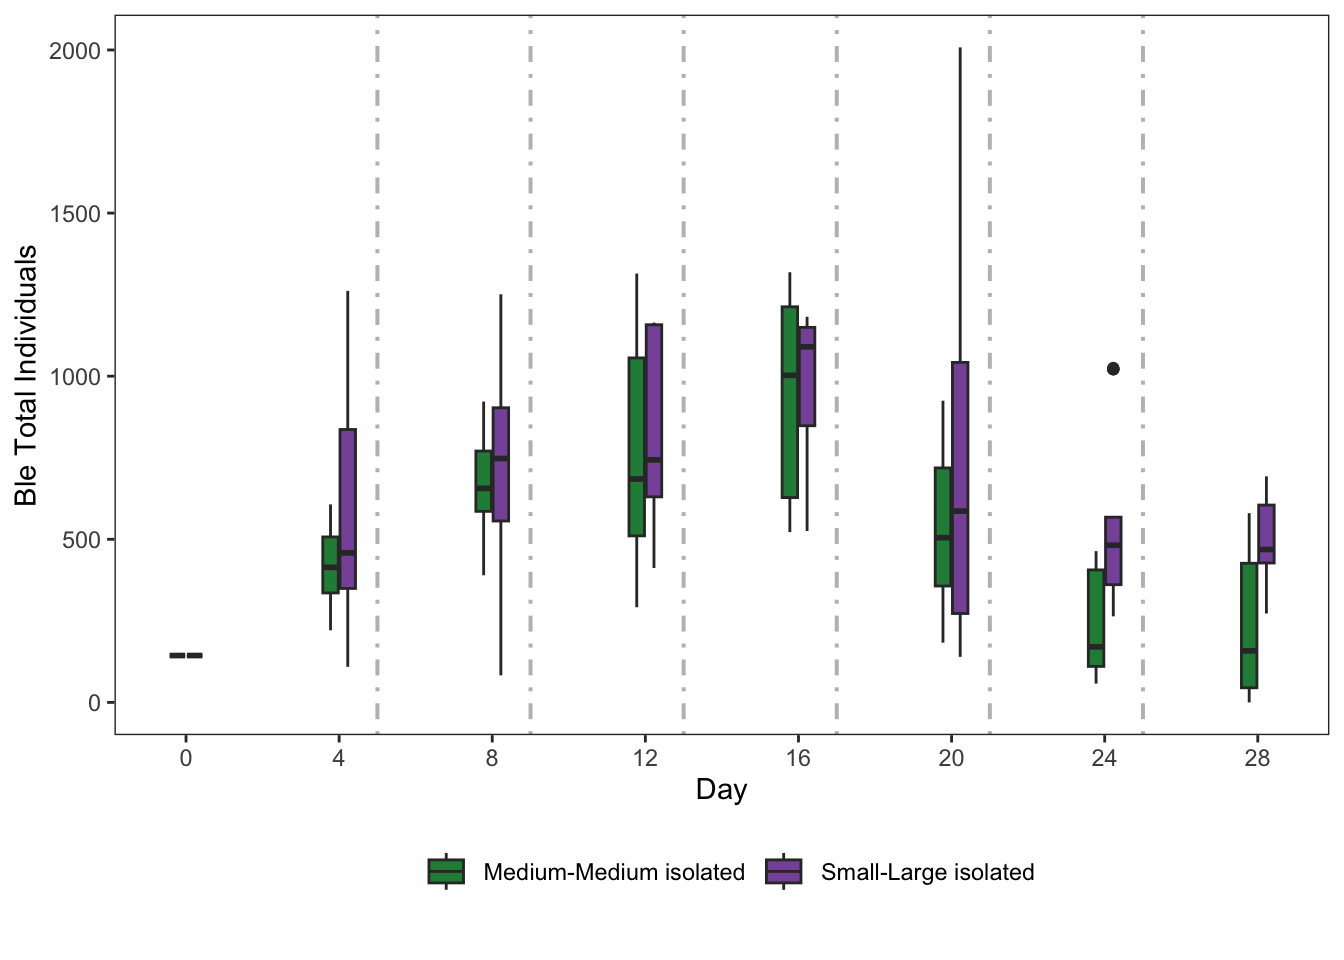 Ble Total Individuals
2000
1500
1000
500
0
0 4 8 12 16 20 24 28
Day
Medium-Medium isolated Small-Large isolated